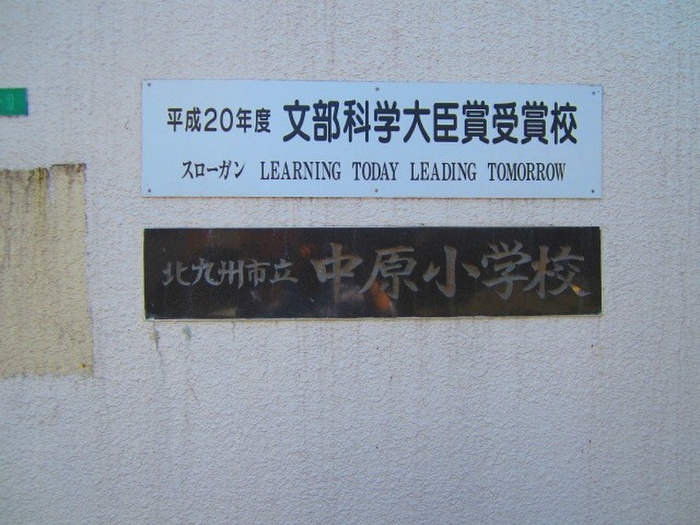 平成20年度 文部科学大臣賞受賞校
スローガン LEARNING TODAY LEADING TOMORROW
北九州市立 中原小学校